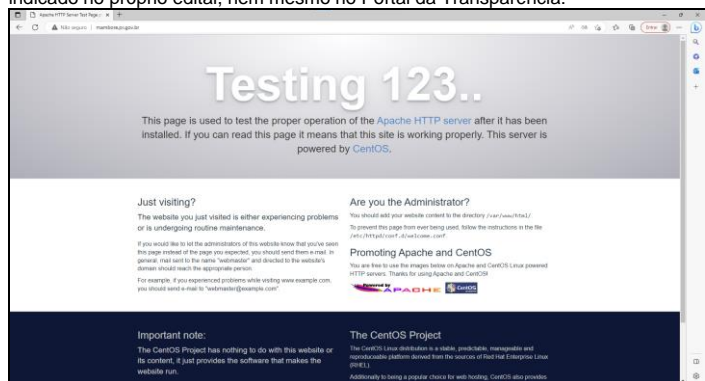 indicado no próprio edital, nem mesmo no Portal da Transparência.
Apache HTTP Server Test Page
Não seguro
Entrar
Testing 123..
This page is used to test the proper operation of the Apache HTTP server after it has been
installed. If you can read this page it means that this site is working properly. This server is
powered by CentOS.
Just visiting?
The website you just visited is either experiencing problems
or is undergoing routine maintenance.
If you would like to let the administrators of this website know that you've seen
this page instead of the page you expected, you should send them e-mail. In
general, mail sent to the name "webmaster" and directed to the website's
domain should reach the appropriate person.
For example, if you experienced problems while visiting www.example.com,
you should send e-mail to "webmaster@example.com".
Are you the Administrator?
You should add your website content to the directory /var/www/html/
To prevent this page from ever being used, follow the instructions in the file
/etc/httpd/conf.d/welcome.conf
Promoting Apache and CentOS
You are free to use the images below on Apache and CentOS Linux powered
HTTP servers. Thanks for using Apache and CentOS!
Powered by
APACHE
CentOS
Important note:
The CentOS Project has nothing to do with this website or
its content, it just provides the software that makes the
website run.
The CentOS Project
The CentOS Linux distribution is a stable, predictable, manageable and
reproduceable platform derived from the sources of Red Hat Enterprise Linux
(RHEL).
Additionally to being a popular choice for web hosting, CentOS also provides